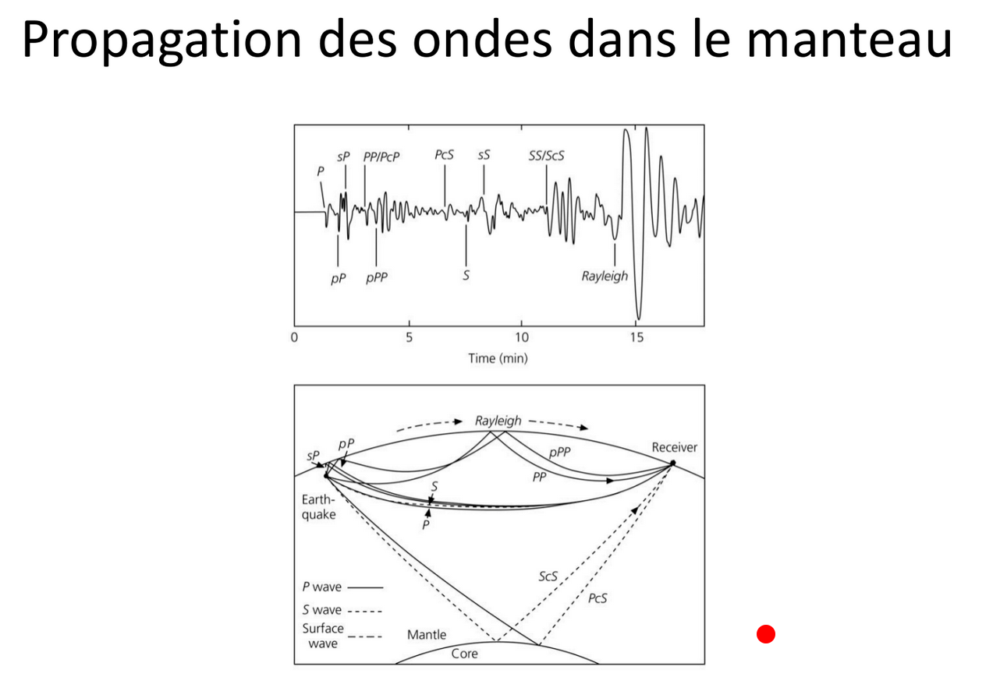 Propagation des ondes dans le manteau
P
sP
PP/PcP
PcS
sS
SS/ScS
pP
pPP
S
Rayleigh
0
5
10
15
Time (min)
Rayleigh
sP
pP
pPP
Receiver
PP
S
Earth-
quake
P
ScS
PcS
P wave
S wave
Surface
wave
Mantle
Core